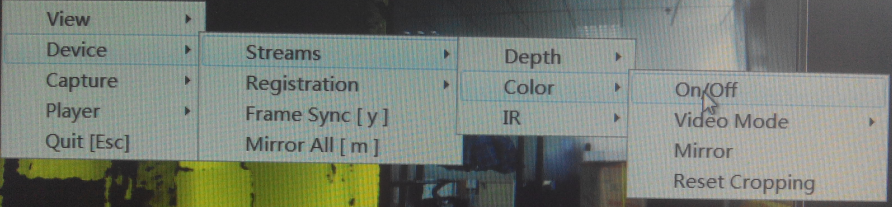 View
Device
Capture
Player
Quit [Esc]
Streams
Registration
Frame Sync [ y ]
Mirror All [ m ]
Depth
Color
IR
On/Off
Video Mode
Mirror
Reset Cropping